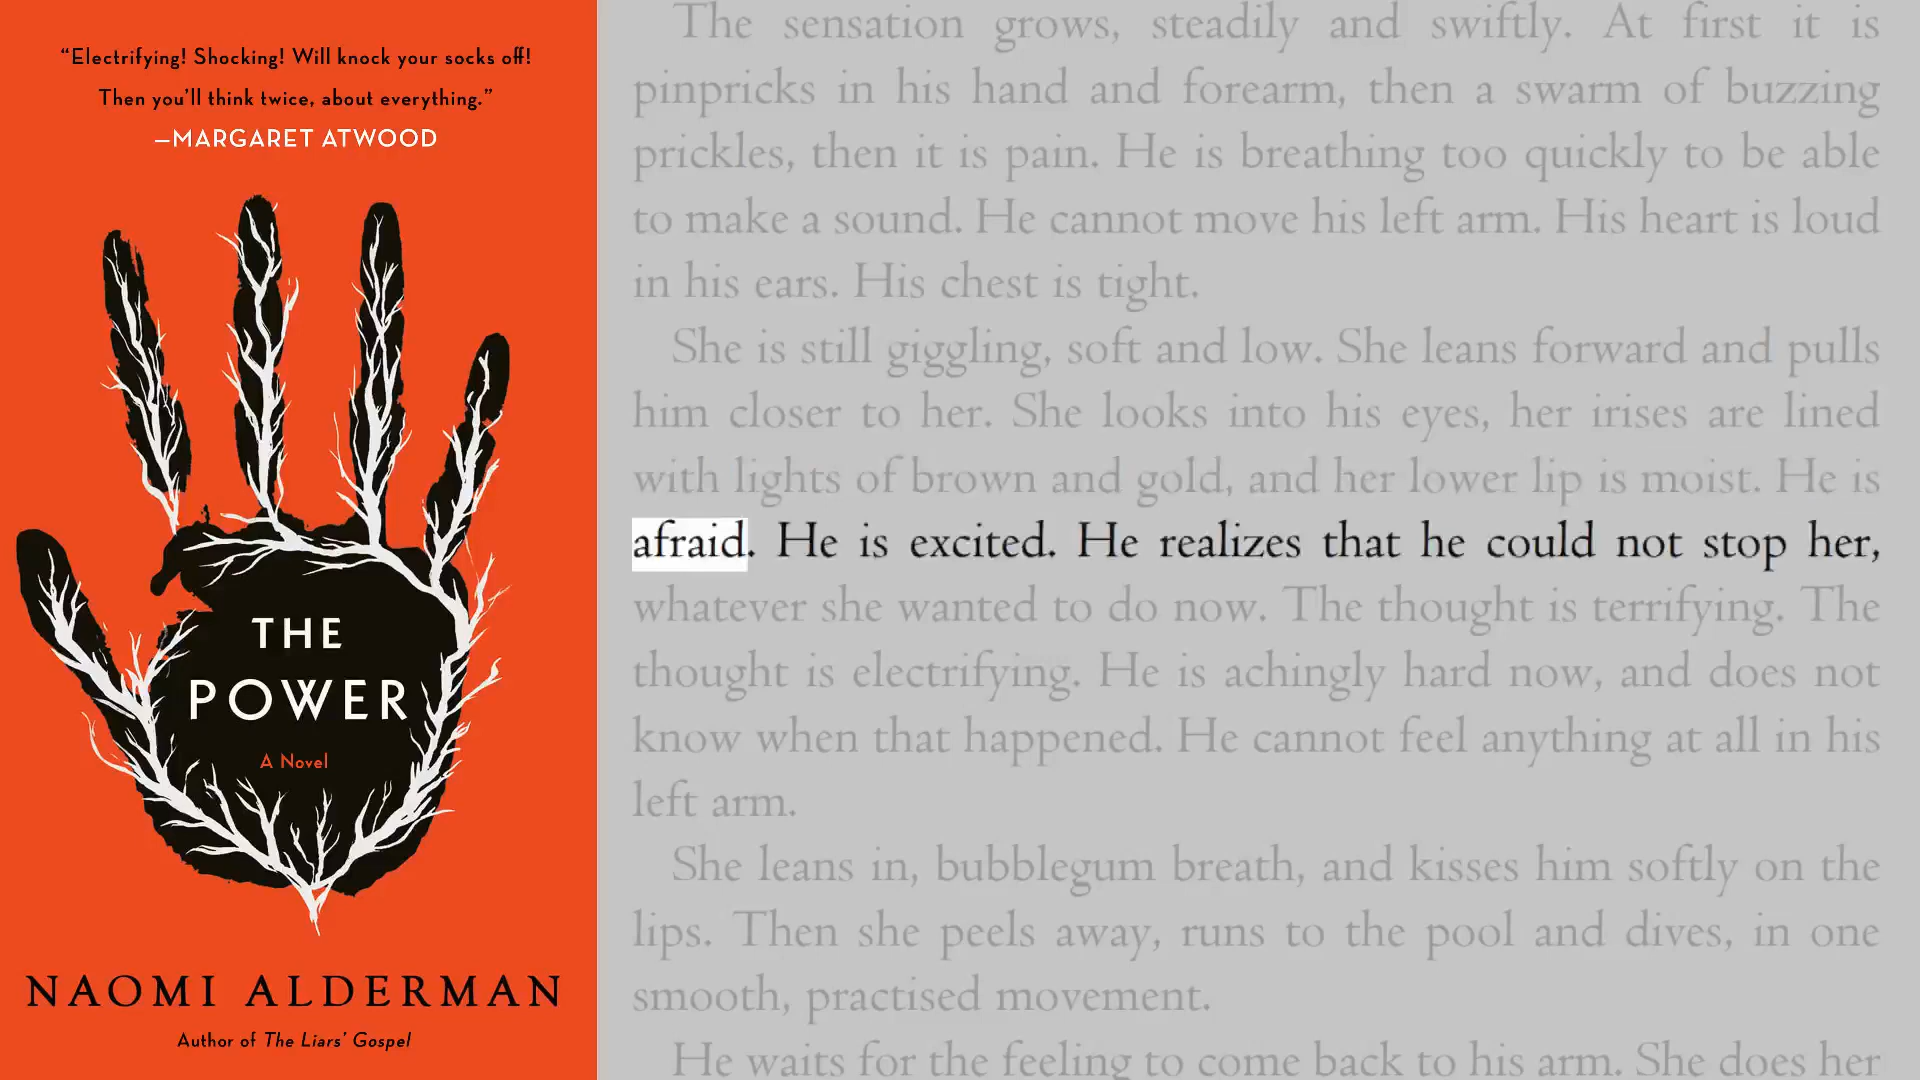 “Electrifying! Shocking! Will knock your socks off!
Then you’ll think twice, about everything.”
—MARGARET ATWOOD
THE
POWER
A Novel
NAOMI ALDERMAN
Author of The Liars’ Gospel
The sensation grows, steadily and swiftly. At first it is
pinpricks in his hand and forearm, then a swarm of buzzing
prickles, then it is pain. He is breathing too quickly to be able
to make a sound. He cannot move his left arm. His heart is loud
in his ears. His chest is tight.
She is still giggling, soft and low. She leans forward and pulls
him closer to her. She looks into his eyes, her irises are lined
with lights of brown and gold, and her lower lip is moist. He is
afraid. He is excited. He realizes that he could not stop her,
whatever she wanted to do now. The thought is terrifying. The
thought is electrifying. He is achingly hard now, and does not
know when that happened. He cannot feel anything at all in his
left arm.
She leans in, bubblegum breath, and kisses him softly on the
lips. Then she peels away, runs to the pool and dives, in one
smooth, practised movement.
He waits for the feeling to come back to his arm. She does her